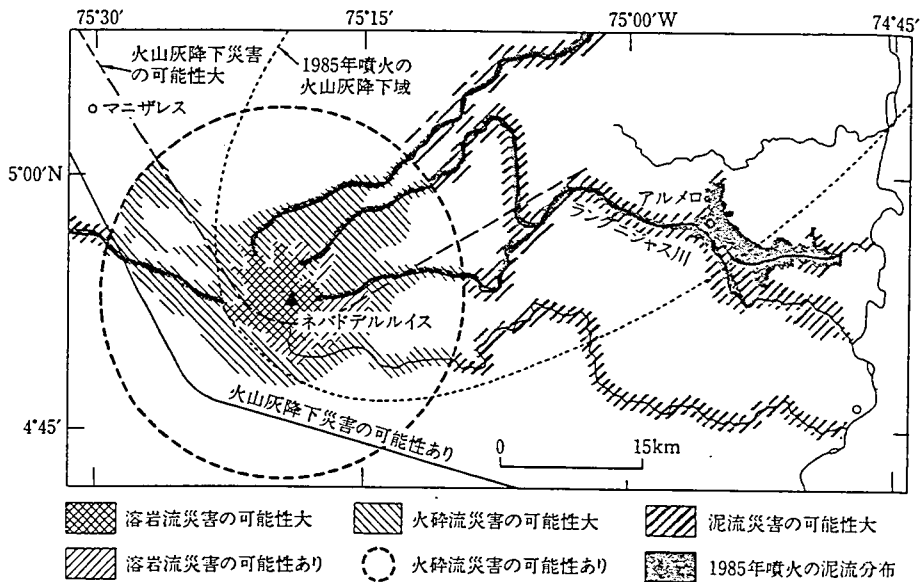 75°30′
75°15′
75°00′W
74°45′
火山灰降下災害
の可能性大
1985年噴火の
火山灰降下域
マニザレス
5°00′N
アルメロ
ラングニジャス川
ネバドデルルイス
火山灰降下災害の可能性あり
4°45′
0
15km
溶岩流災害の可能性大
火砕流災害の可能性大
泥流災害の可能性大
溶岩流災害の可能性あり
火砕流災害の可能性あり
1985年噴火の泥流分布